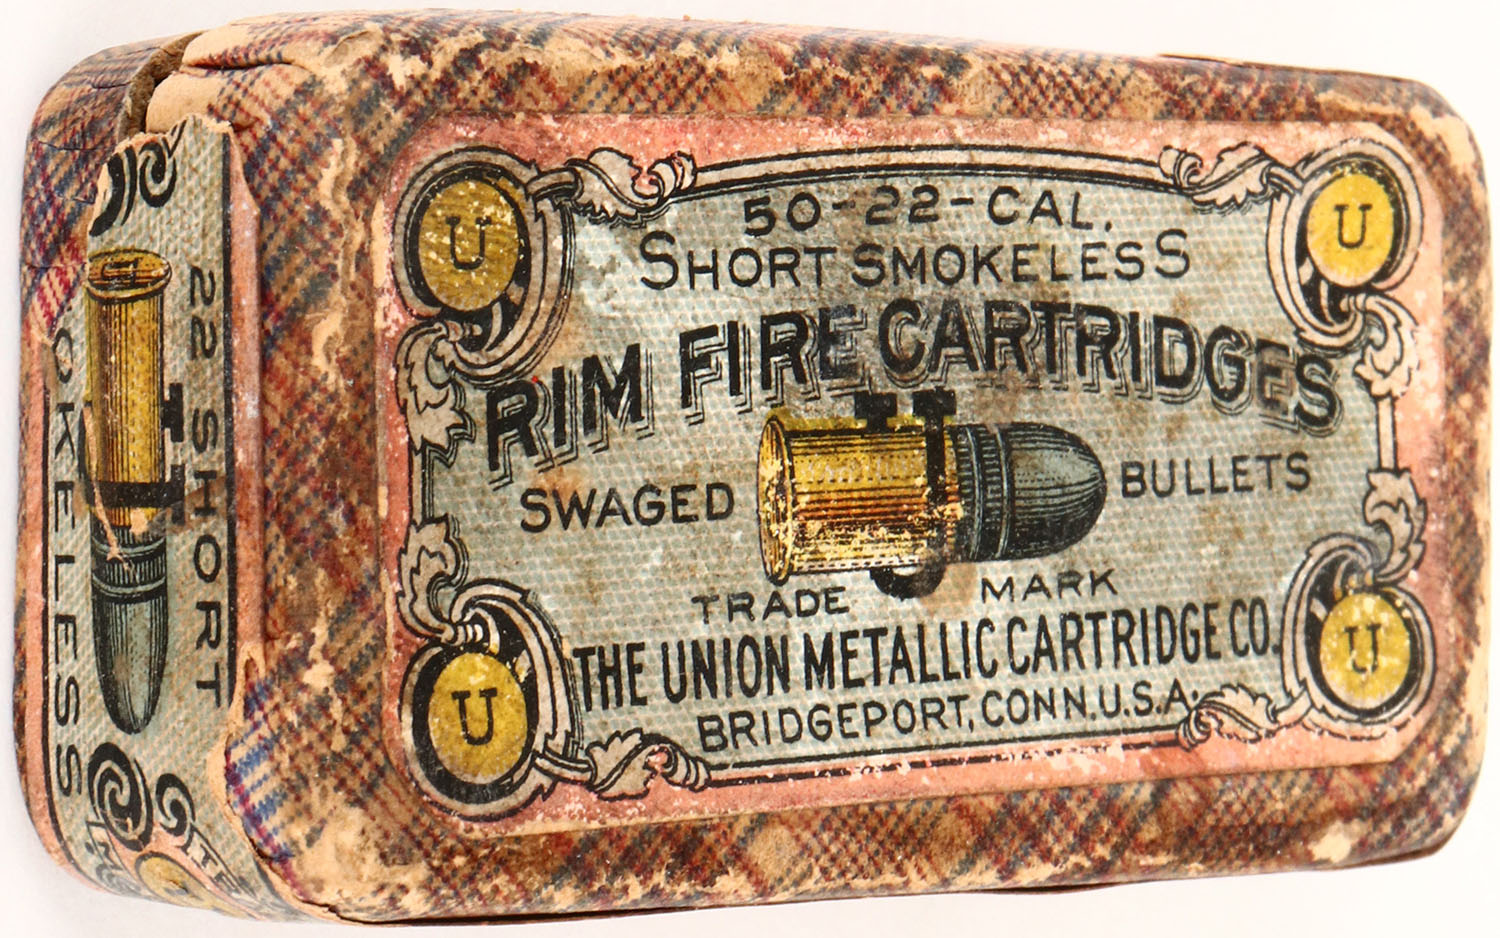 50-22-CAL.
SHORT SMOKELESS
RIM FIRE CARTRIDGES
U
SWAGED BULLETS
TRADE MARK
THE UNION METALLIC CARTRIDGE CO.
BRIDGEPORT, CONN. U.S.A.
U
U
U
U
22 SHORT
U
OKELESS